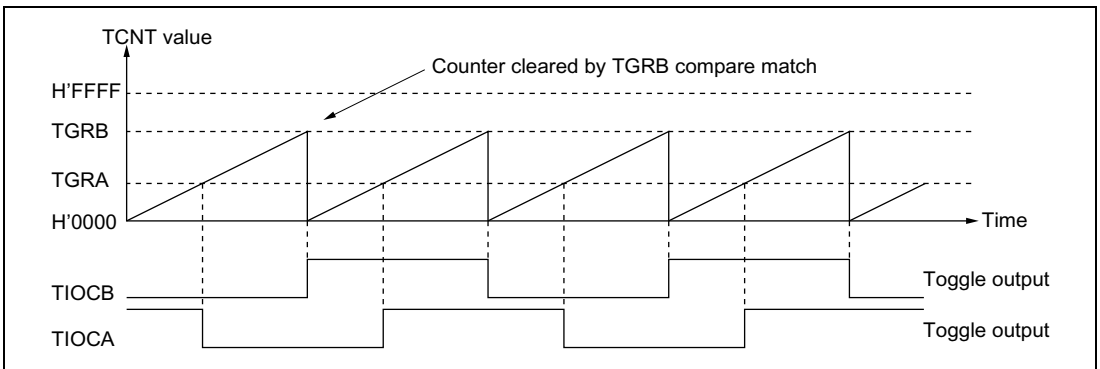 TCNT value
Counter cleared by TGRB compare match
H'FFFF
TGRB
TGRA
H'0000
Time
TIOCB
Toggle output
TIOCA
Toggle output